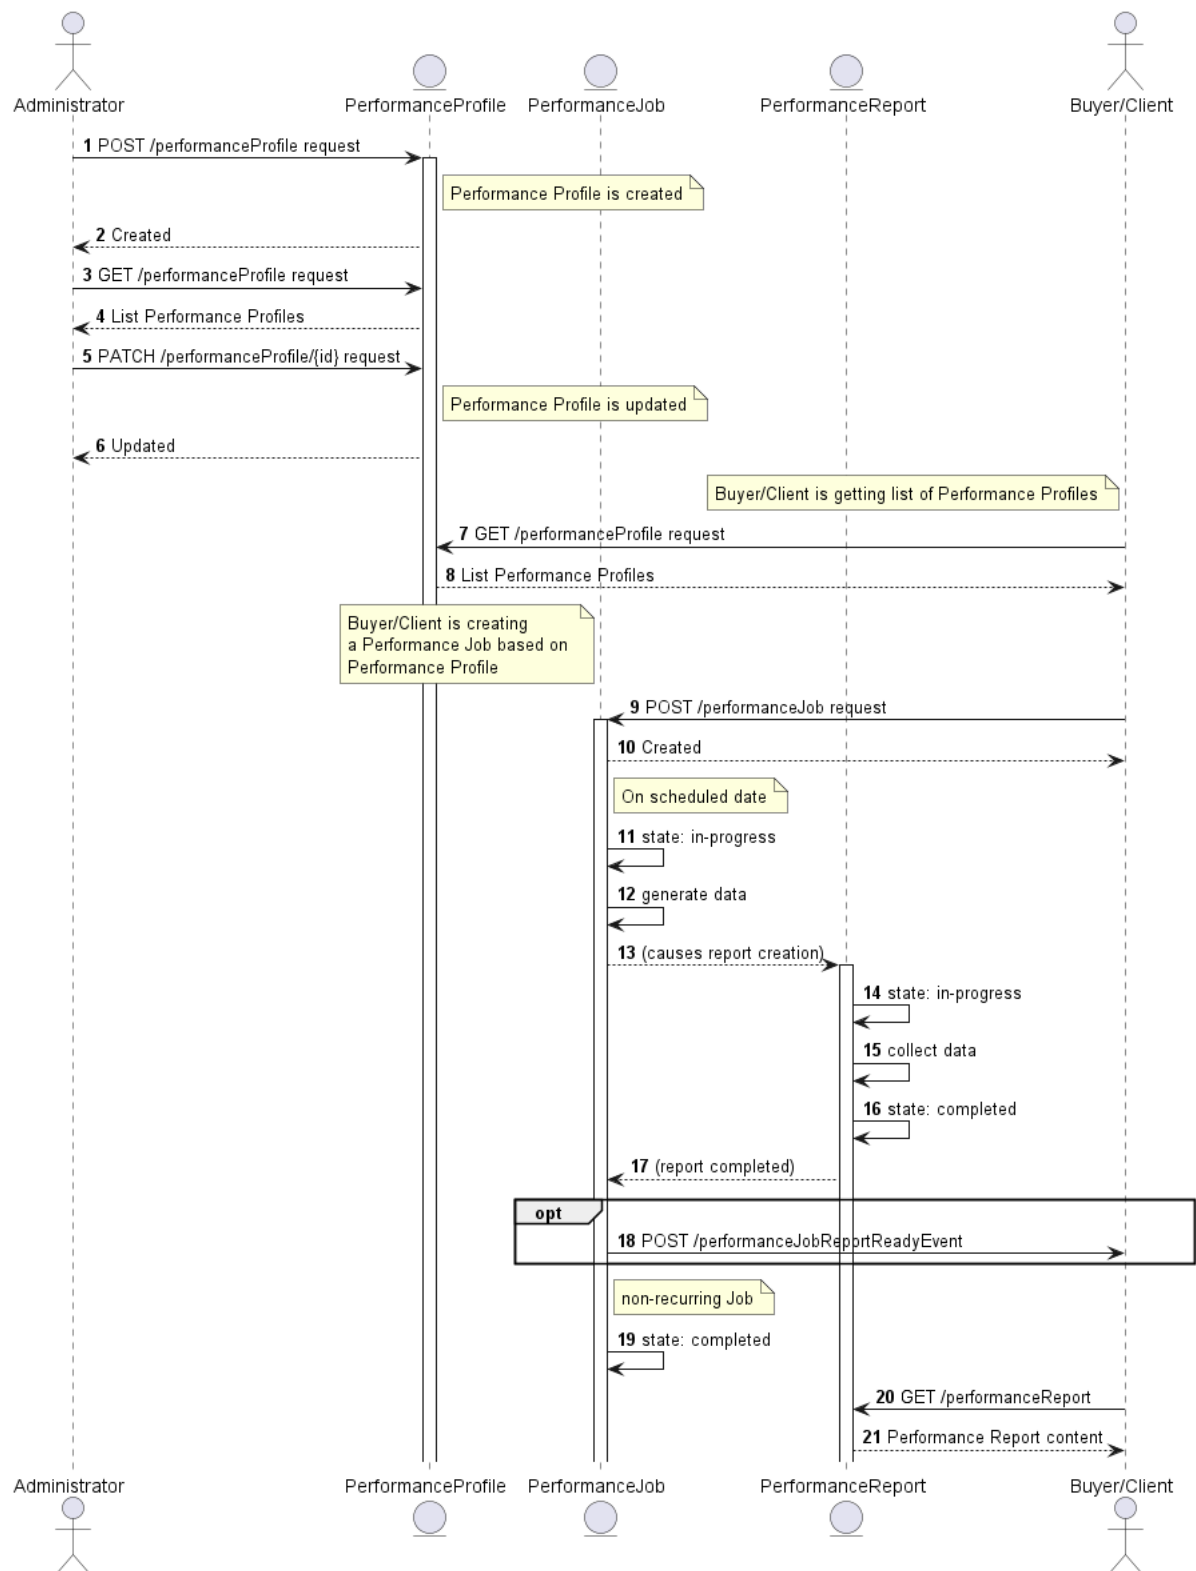 Administrator
PerformanceProfile
PerformanceJob
PerformanceReport
Buyer/Client
1 POST /performanceProfile request
Performance Profile is created
2 Created
3 GET /performanceProfile request
4 List Performance Profiles
5 PATCH /performanceProfile/{id} request
Performance Profile is updated
6 Updated
Buyer/Client is getting list of Performance Profiles
7 GET /performanceProfile request
8 List Performance Profiles
Buyer/Client is creating
a Performance Job based on
Performance Profile
9 POST /performanceJob request
10 Created
On scheduled date
11 state: in-progress
12 generate data
13 (causes report creation)
14 state: in-progress
15 collect data
16 state: completed
17 (report completed)
opt
18 POST /performanceJobReportReadyEvent
non-recurring Job
19 state: completed
20 GET /performanceReport
21 Performance Report content
Administrator
PerformanceProfile
PerformanceJob
PerformanceReport
Buyer/Client